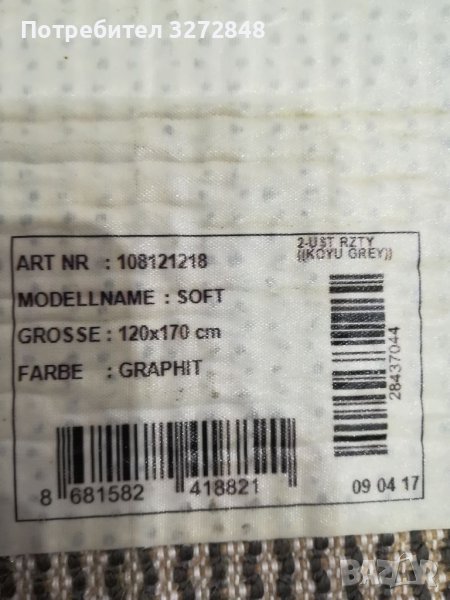 Потребител 3272848
2-UST RZTY
((KOYU GREY))
ART NR : 108121218
MODELLNAME : SOFT
GROSSE : 120x170 cm
FARBE : GRAPHIT
28437044
8 681582 418821
09 04 17
bazar